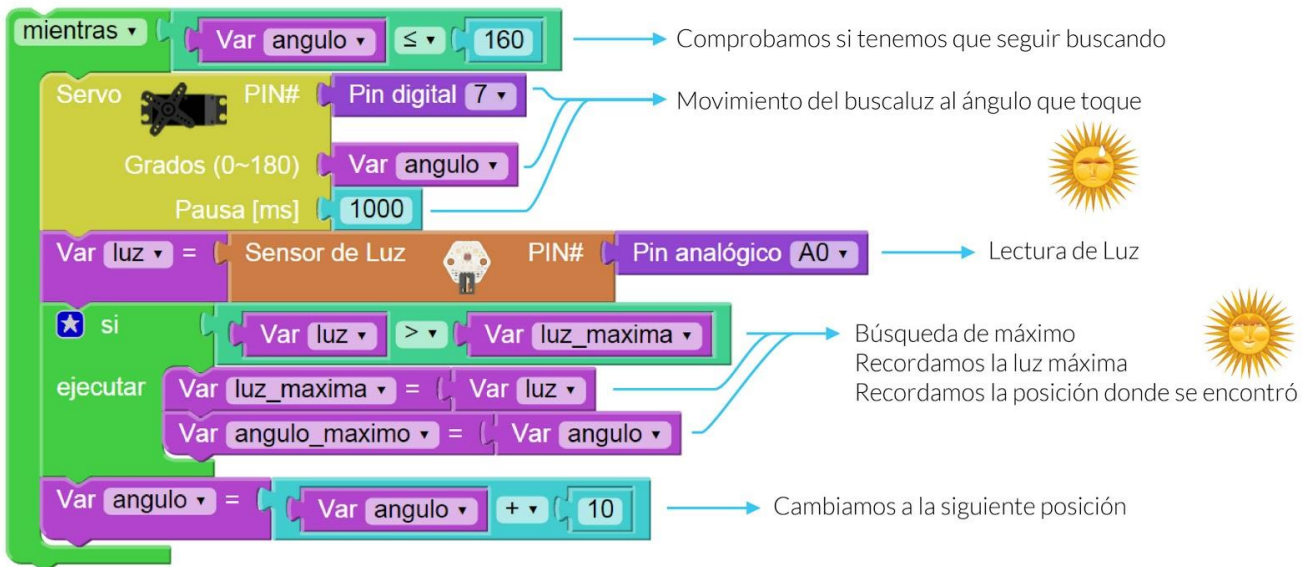 mientras
Var angulo ≤ 160
Comprobamos si tenemos que seguir buscando
Servo PIN# Pin digital 7
Movimiento del buscaluz al ángulo que toque
Grados (0~180) Var angulo
Pausa [ms] 1000
Var luz = Sensor de Luz PIN# Pin analógico A0
Lectura de Luz
si Var luz > Var luz_maxima
Búsqueda de máximo
Recordamos la luz máxima
Recordamos la posición donde se encontró
ejecutar Var luz_maxima = Var luz
Var angulo_maximo = Var angulo
Var angulo = Var angulo + 10
Cambiamos a la siguiente posición